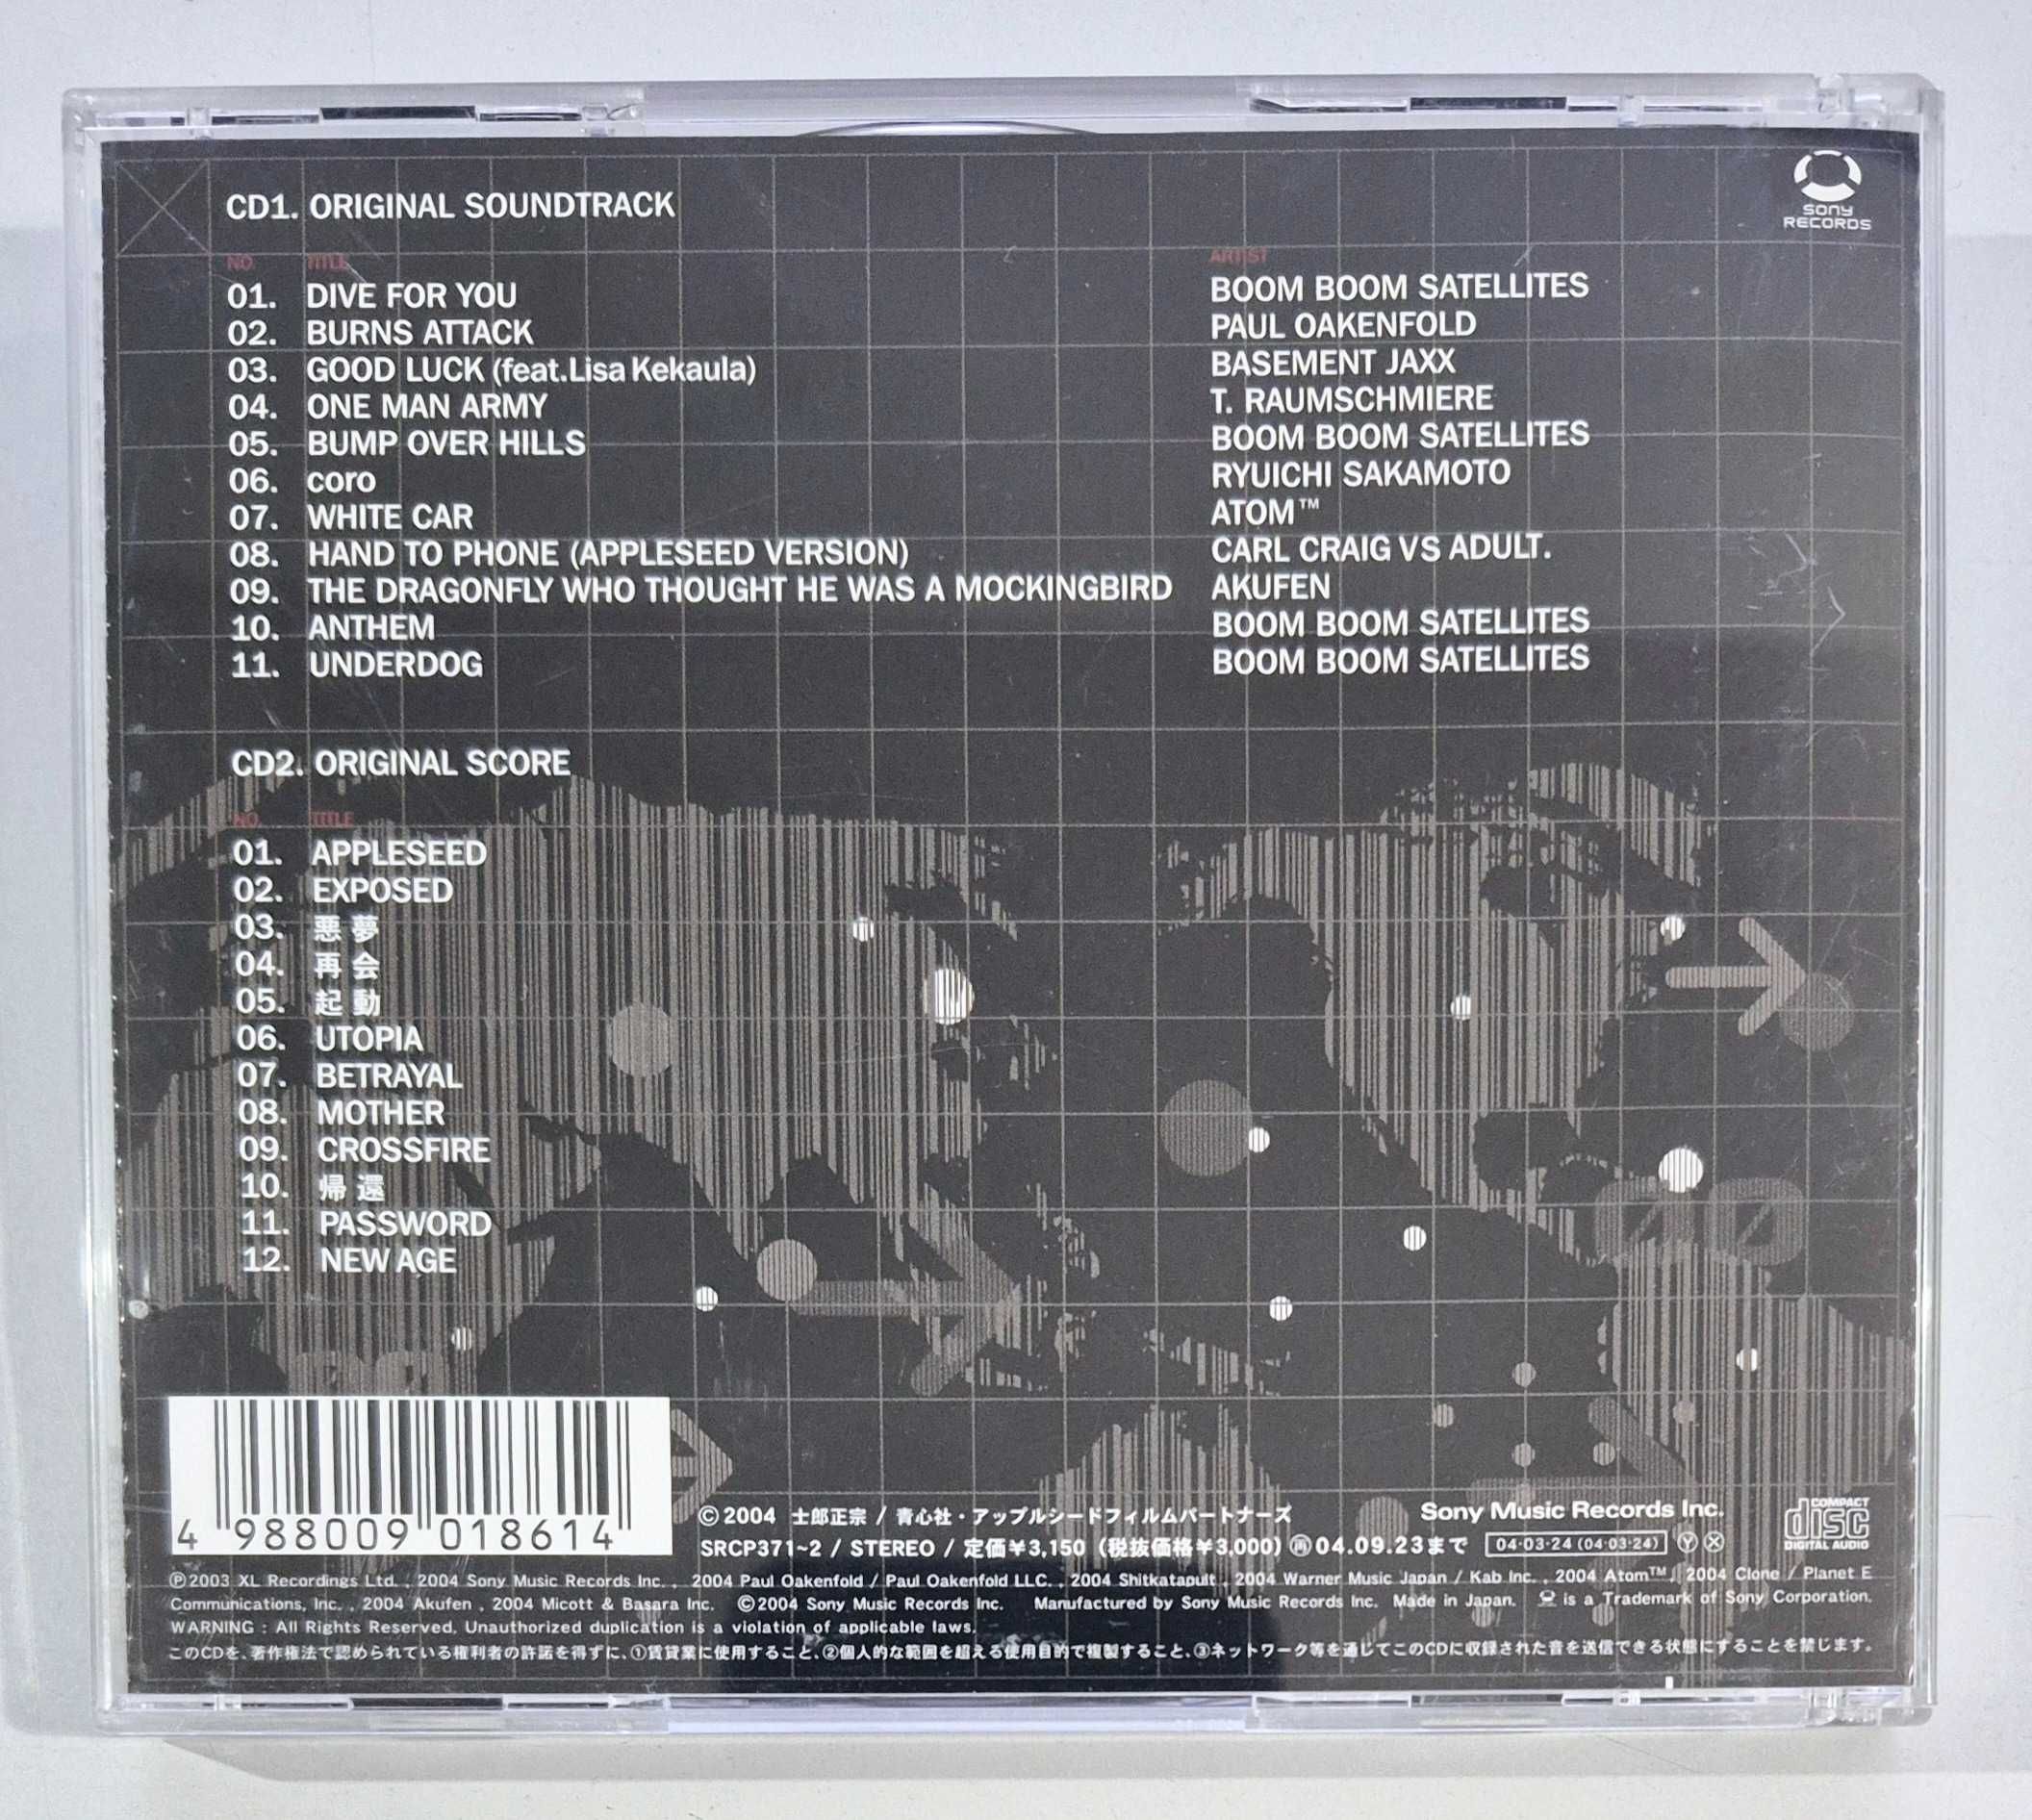 CD1. ORIGINAL SOUNDTRACK
SONY
RECORDS
NO. TITLE ARTIST
01. DIVE FOR YOU BOOM BOOM SATELLITES
02. BURNS ATTACK PAUL OAKENFOLD
03. GOOD LUCK (feat.Lisa Kekaula) BASEMENT JAXX
04. ONE MAN ARMY T. RAUMSCHMIERE
05. BUMP OVER HILLS BOOM BOOM SATELLITES
06. coro RYUICHI SAKAMOTO
07. WHITE CAR ATOM™
08. HAND TO PHONE (APPLESEED VERSION) CARL CRAIG VS ADULT.
09. THE DRAGONFLY WHO THOUGHT HE WAS A MOCKINGBIRD AKUFEN
10. ANTHEM BOOM BOOM SATELLITES
11. UNDERDOG BOOM BOOM SATELLITES
CD2. ORIGINAL SCORE
NO. TITLE
01. APPLESEED
02. EXPOSED
03. 悪夢
04. 再会
05. 起動
06. UTOPIA
07. BETRAYAL
08. MOTHER
09. CROSSFIRE
10. 帰還
11. PASSWORD
12. NEW AGE
4 988009 018614
©2004 士郎正宗 / 青心社・アップルシードフィルムパートナーズ
Sony Music Records Inc.
COMPACT
disc
DIGITAL AUDIO
SRCP371~2 / STEREO / 定価¥3,150（税抜価格¥3,000）㊢04.09.23まで 04·03·24 (04·03·24) Ⓨ Ⓧ
℗2003 XL Recordings Ltd. , 2004 Sony Music Records Inc. , 2004 Paul Oakenfold / Paul Oakenfold LLC. , 2004 Shitkatapult , 2004 Warner Music Japan / Kab Inc. , 2004 Atom™ , 2004 Clone / Planet E
Communications, Inc. , 2004 Akufen , 2004 Micott & Basara Inc. ©2004 Sony Music Records Inc. Manufactured by Sony Music Records Inc. Made in Japan. is a Trademark of Sony Corporation.
WARNING : All Rights Reserved. Unauthorized duplication is a violation of applicable laws.
このCDを、著作権法で認められている権利者の許諾を得ずに、①賃貸業に使用すること、②個人的な範囲を超える使用目的で複製すること、③ネットワーク等を通じてこのCDに収録された音を送信できる状態にすることを禁じます。